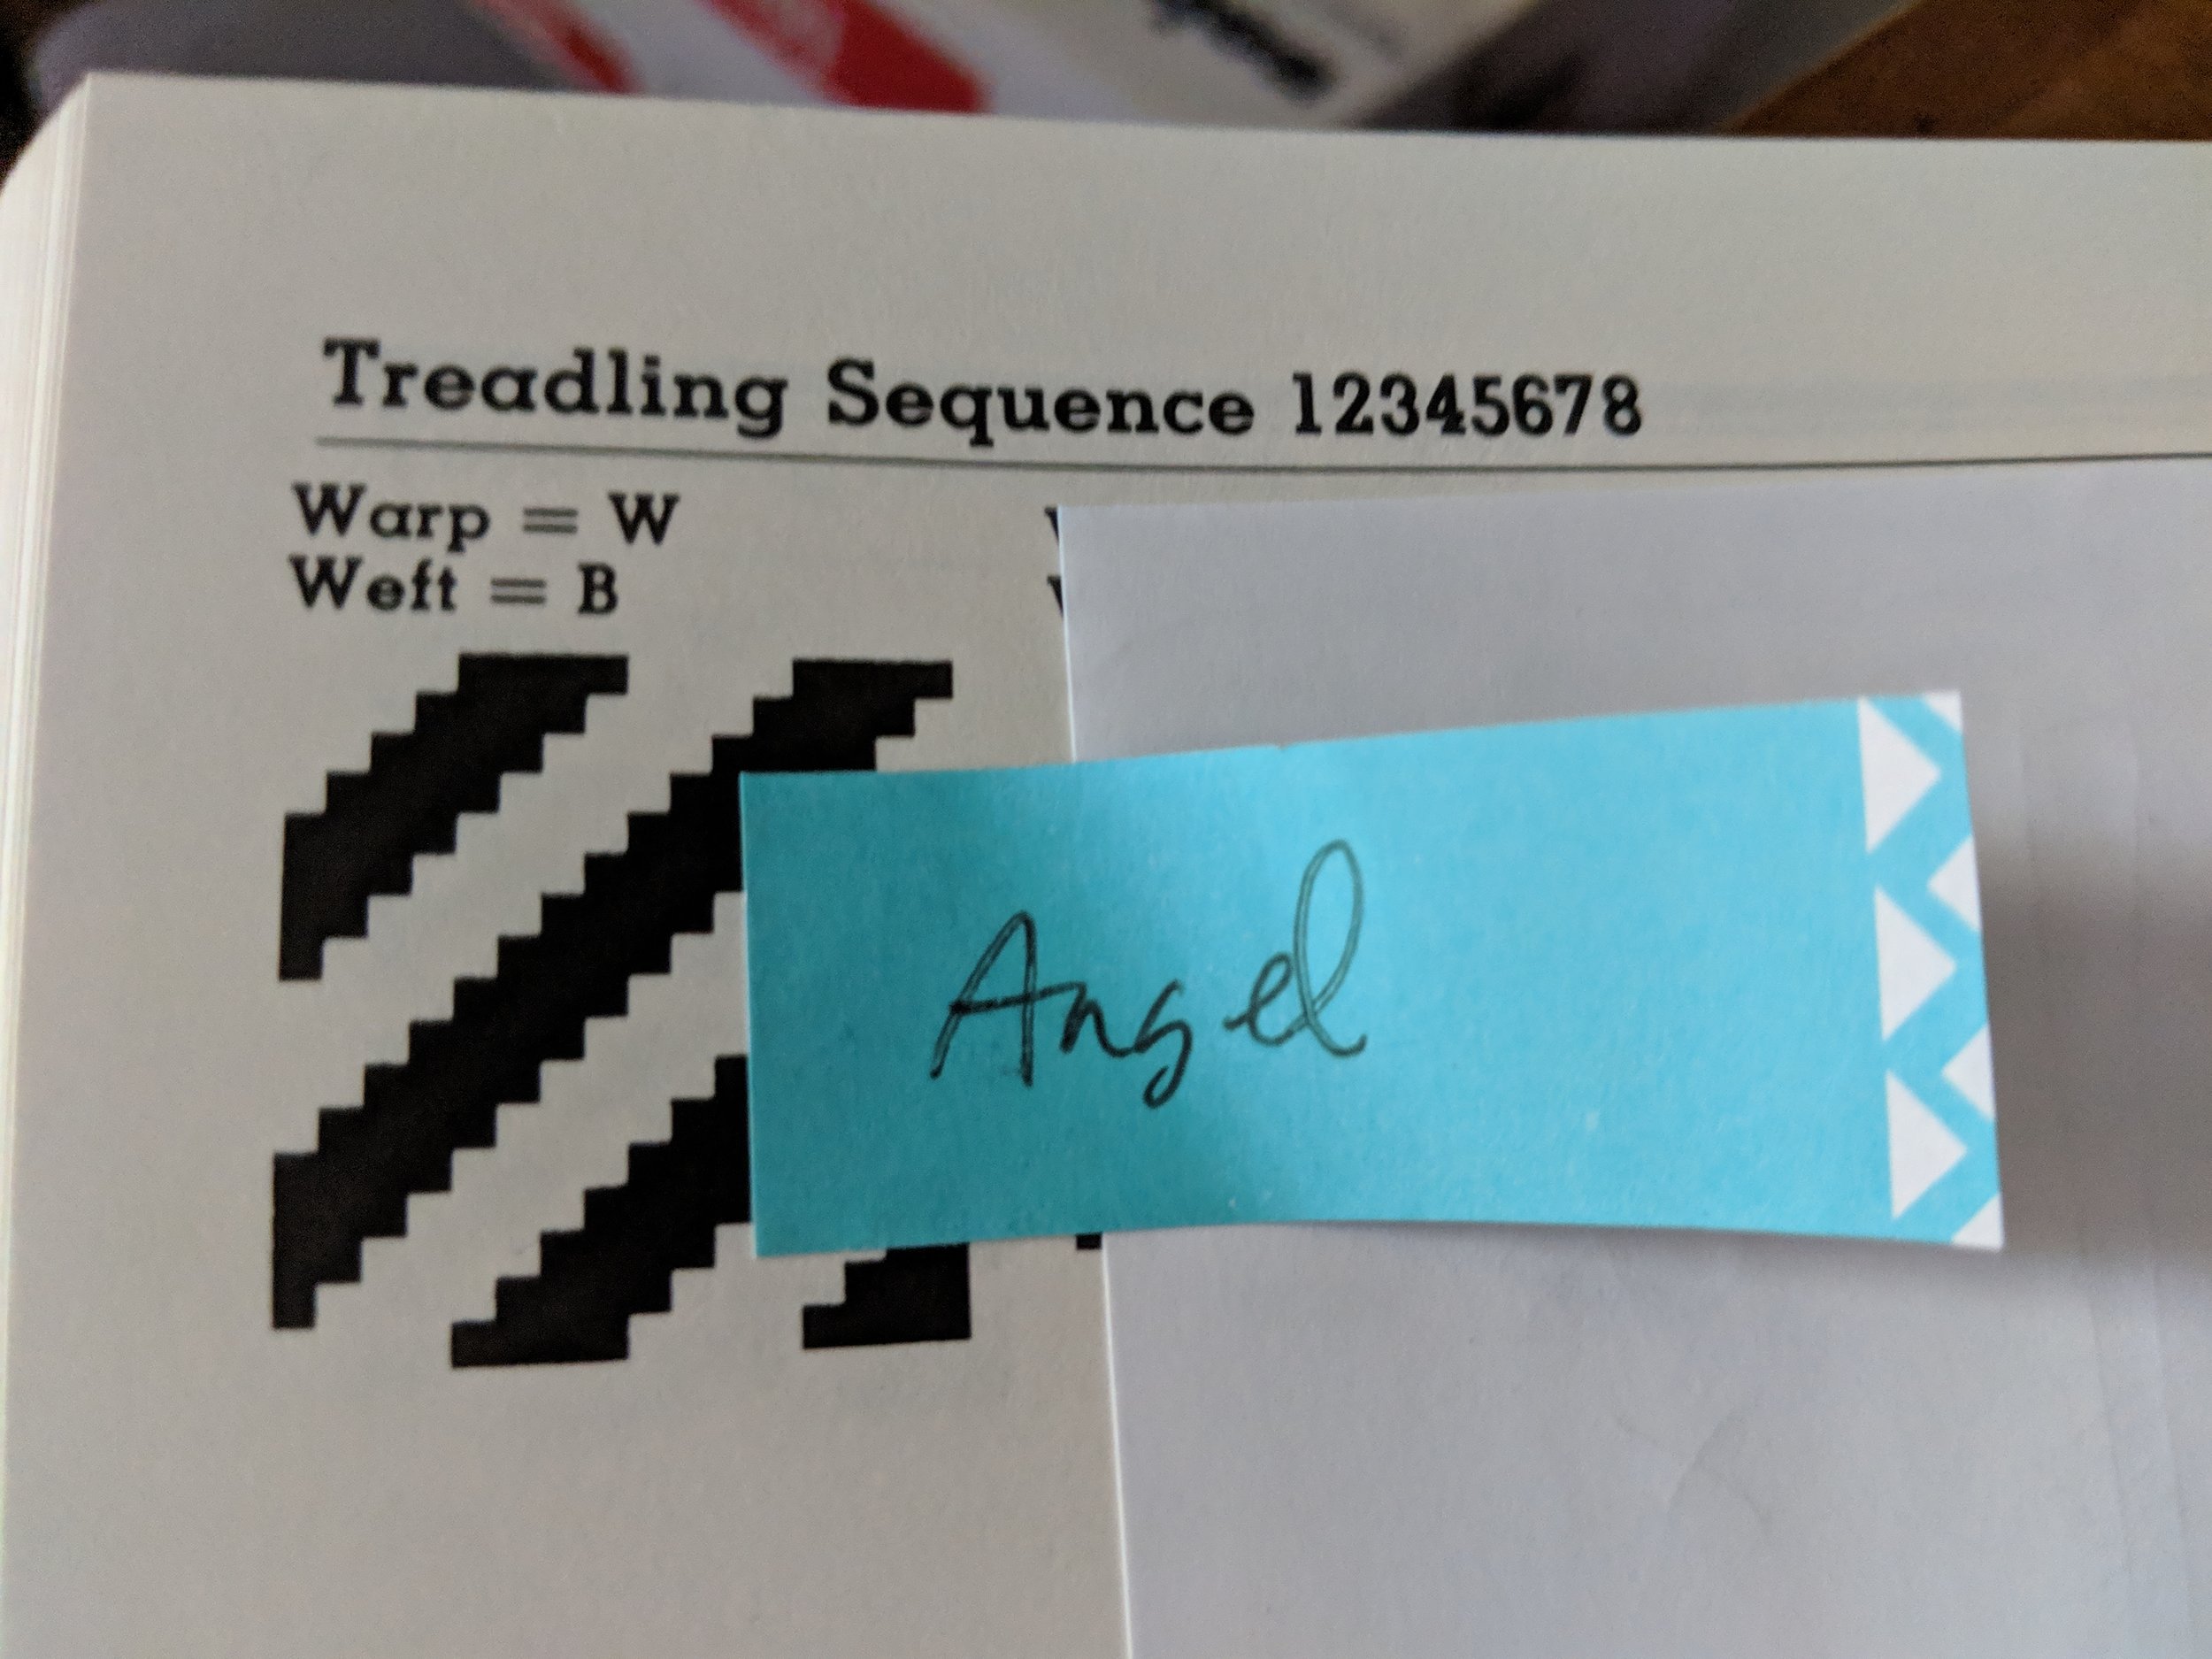 Treadling Sequence 12345678
Warp = W
Weft = B
Angel